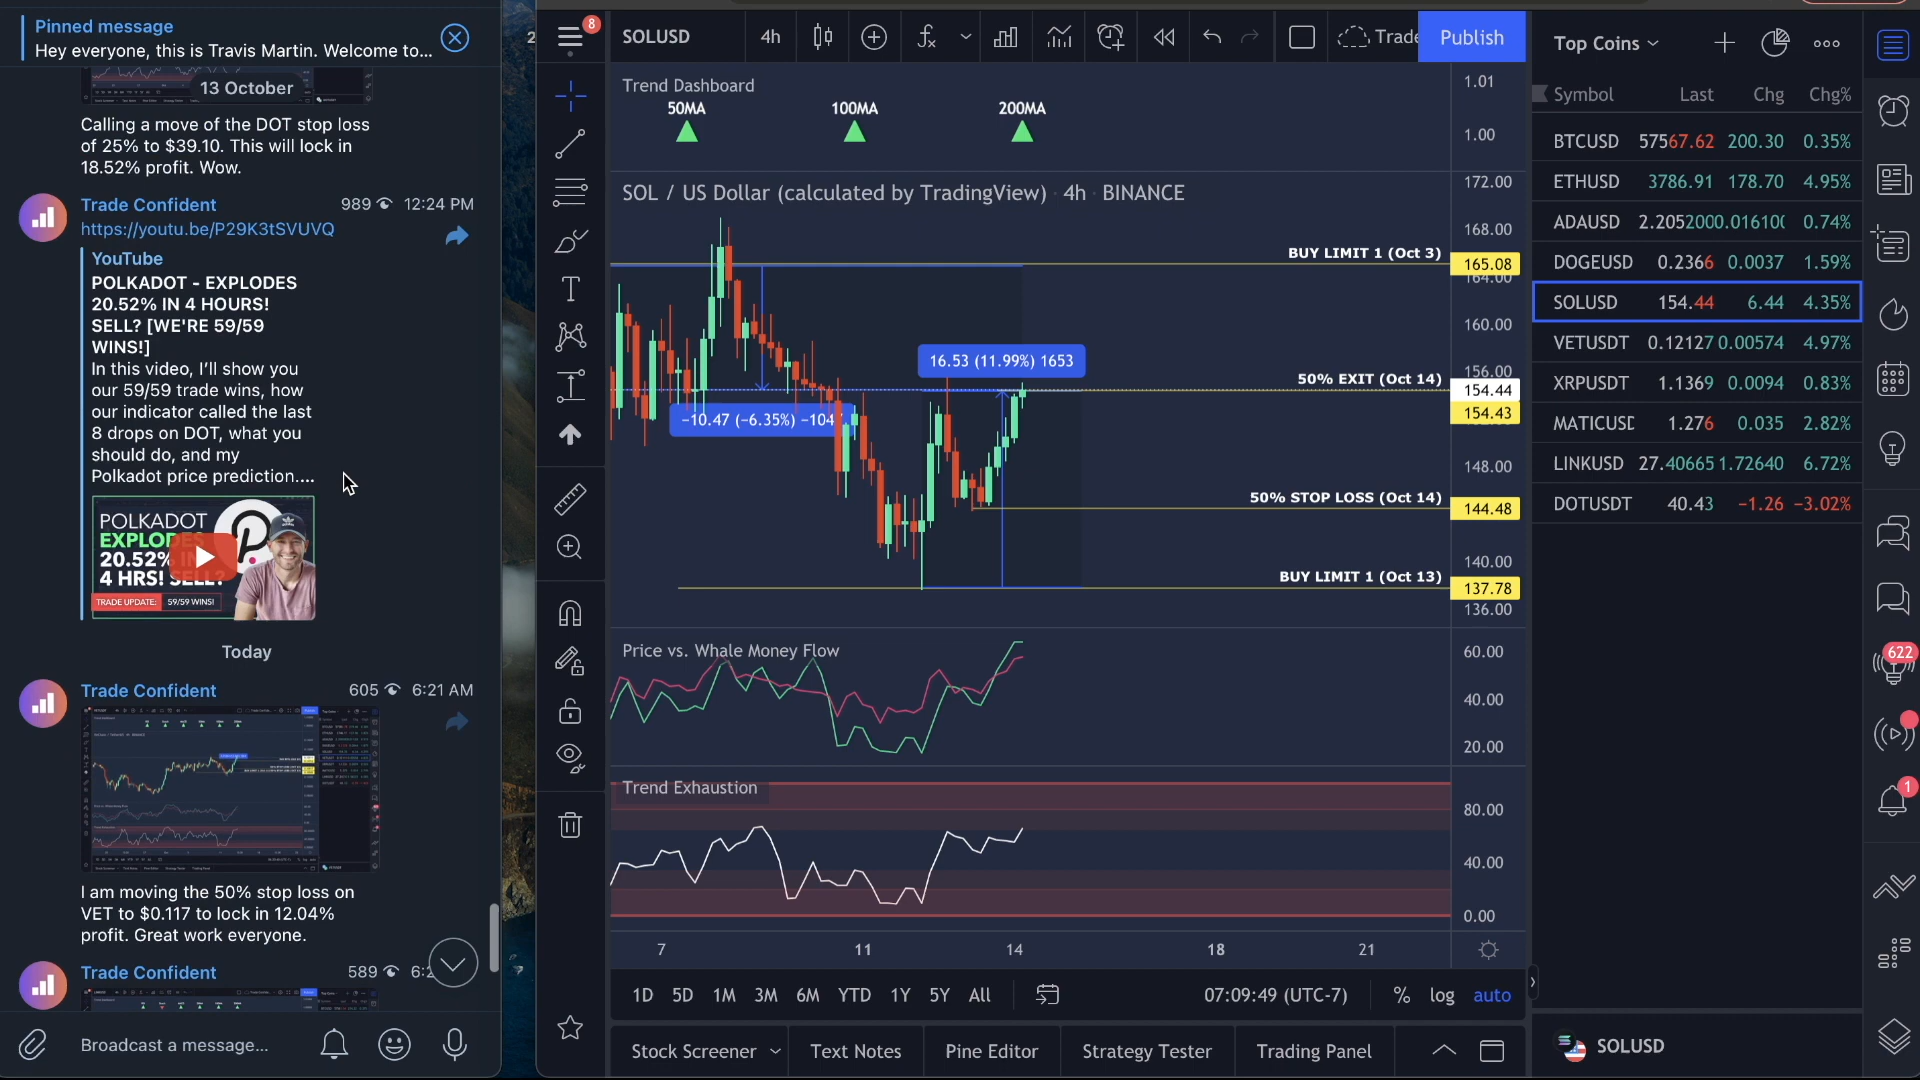 Pinned message
Hey everyone, this is Travis Martin. Welcome to...
13 October
Calling a move of the DOT stop loss
of 25% to $39.10. This will lock in
18.52% profit. Wow.
Trade Confident 989 12:24 PM
https://youtu.be/P29K3tSVUVQ
YouTube
POLKADOT - EXPLODES
20.52% IN 4 HOURS!
SELL? [WE'RE 59/59
WINS!]
In this video, I'll show you
our 59/59 trade wins, how
our indicator called the last
8 drops on DOT, what you
should do, and my
Polkadot price prediction....
POLKADOT
EXPLODES
20.52% IN
4 HRS! SELL?
TRADE UPDATE: 59/59 WINS!
Today
Trade Confident 605 6:21 AM
I am moving the 50% stop loss on
VET to $0.117 to lock in 12.04%
profit. Great work everyone.
Trade Confident 589
Broadcast a message...
8
SOLUSD 4h Trade Publish
Trend Dashboard
50MA 100MA 200MA
1.01
1.00
SOL / US Dollar (calculated by TradingView) · 4h · BINANCE
172.00
168.00
BUY LIMIT 1 (Oct 3) 165.08
164.00
160.00
16.53 (11.99%) 1653
156.00
50% EXIT (Oct 14) 154.44
154.43
−10.47 (−6.35%) −104
148.00
50% STOP LOSS (Oct 14) 144.48
140.00
BUY LIMIT 1 (Oct 13) 137.78
136.00
Price vs. Whale Money Flow
60.00
40.00
20.00
Trend Exhaustion
80.00
40.00
0.00
7 11 14 18 21
1D 5D 1M 3M 6M YTD 1Y 5Y All 07:09:49 (UTC-7) % log auto
Stock Screener Text Notes Pine Editor Strategy Tester Trading Panel
Top Coins
Symbol Last Chg Chg%
BTCUSD 57567.62 200.30 0.35%
ETHUSD 3786.91 178.70 4.95%
ADAUSD 2.2052000.01610( 0.74%
DOGEUSD 0.2366 0.0037 1.59%
SOLUSD 154.44 6.44 4.35%
VETUSDT 0.12127 0.00574 4.97%
XRPUSDT 1.1369 0.0094 0.83%
MATICUSD 1.276 0.035 2.82%
LINKUSD 27.40665 1.72640 6.72%
DOTUSDT 40.43 −1.26 −3.02%
622
1
SOLUSD